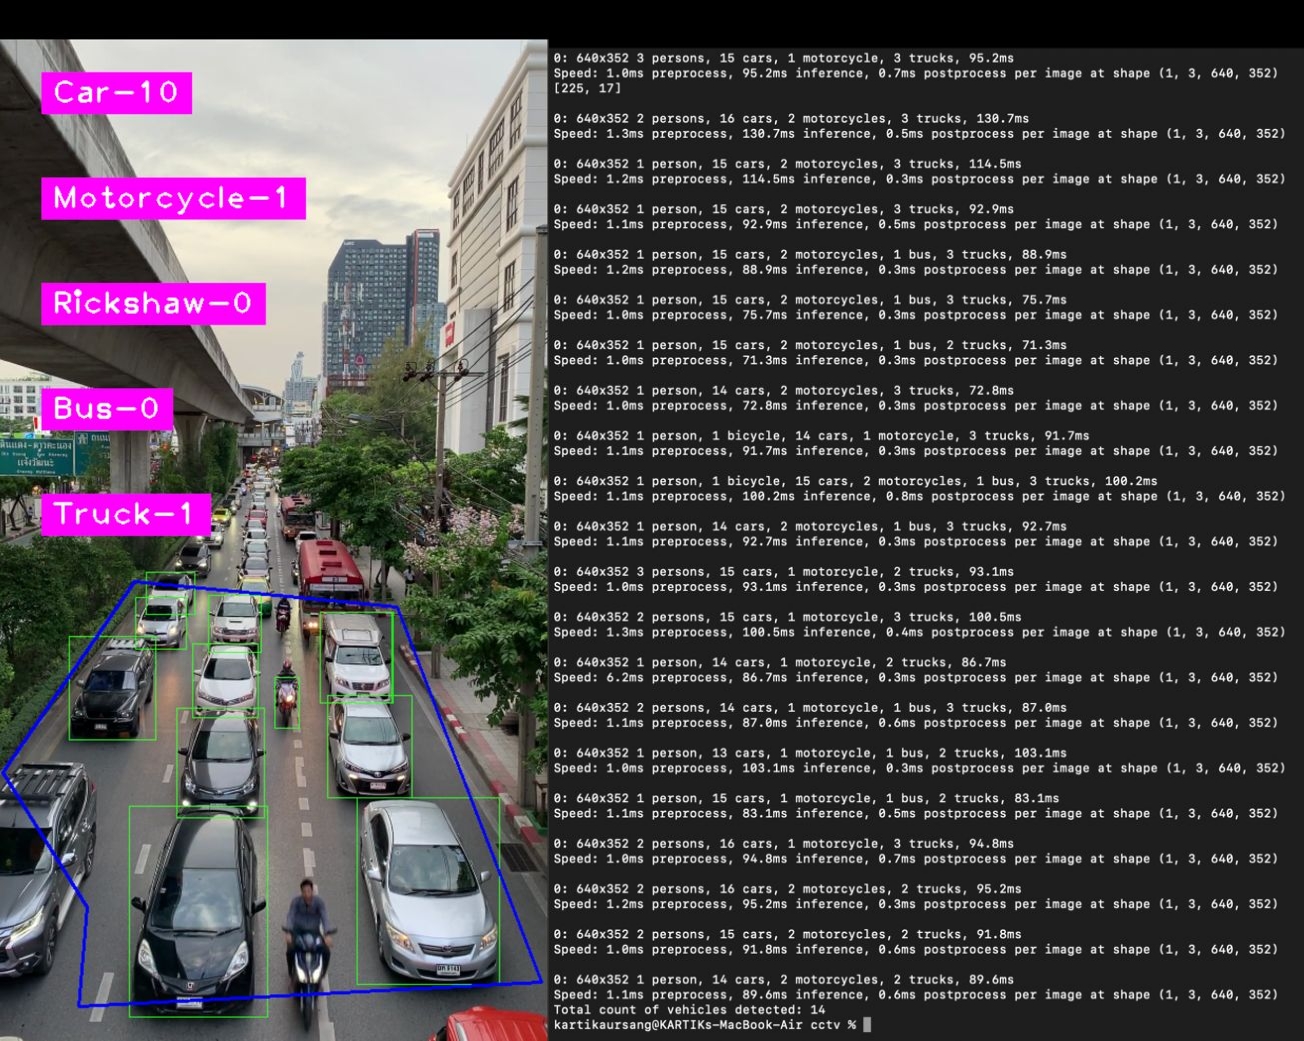 Car-10
Motorcycle-1
Rickshaw-0
Bus-0
Truck-1
ดินแดง-ดาวคะนอง
แจ้งวัฒนะ
0: 640x352 3 persons, 15 cars, 1 motorcycle, 3 trucks, 95.2ms
Speed: 1.0ms preprocess, 95.2ms inference, 0.7ms postprocess per image at shape (1, 3, 640, 352)
[225, 17]
0: 640x352 2 persons, 16 cars, 2 motorcycles, 3 trucks, 130.7ms
Speed: 1.3ms preprocess, 130.7ms inference, 0.5ms postprocess per image at shape (1, 3, 640, 352)
0: 640x352 1 person, 15 cars, 2 motorcycles, 3 trucks, 114.5ms
Speed: 1.2ms preprocess, 114.5ms inference, 0.3ms postprocess per image at shape (1, 3, 640, 352)
0: 640x352 1 person, 15 cars, 2 motorcycles, 3 trucks, 92.9ms
Speed: 1.1ms preprocess, 92.9ms inference, 0.5ms postprocess per image at shape (1, 3, 640, 352)
0: 640x352 1 person, 15 cars, 2 motorcycles, 1 bus, 3 trucks, 88.9ms
Speed: 1.2ms preprocess, 88.9ms inference, 0.3ms postprocess per image at shape (1, 3, 640, 352)
0: 640x352 1 person, 15 cars, 2 motorcycles, 1 bus, 3 trucks, 75.7ms
Speed: 1.0ms preprocess, 75.7ms inference, 0.3ms postprocess per image at shape (1, 3, 640, 352)
0: 640x352 1 person, 15 cars, 2 motorcycles, 1 bus, 2 trucks, 71.3ms
Speed: 1.0ms preprocess, 71.3ms inference, 0.3ms postprocess per image at shape (1, 3, 640, 352)
0: 640x352 1 person, 14 cars, 2 motorcycles, 3 trucks, 72.8ms
Speed: 1.0ms preprocess, 72.8ms inference, 0.3ms postprocess per image at shape (1, 3, 640, 352)
0: 640x352 1 person, 1 bicycle, 14 cars, 1 motorcycle, 3 trucks, 91.7ms
Speed: 1.1ms preprocess, 91.7ms inference, 0.3ms postprocess per image at shape (1, 3, 640, 352)
0: 640x352 1 person, 1 bicycle, 15 cars, 2 motorcycles, 1 bus, 3 trucks, 100.2ms
Speed: 1.1ms preprocess, 100.2ms inference, 0.8ms postprocess per image at shape (1, 3, 640, 352)
0: 640x352 1 person, 14 cars, 2 motorcycles, 1 bus, 3 trucks, 92.7ms
Speed: 1.1ms preprocess, 92.7ms inference, 0.3ms postprocess per image at shape (1, 3, 640, 352)
0: 640x352 3 persons, 15 cars, 1 motorcycle, 2 trucks, 93.1ms
Speed: 1.0ms preprocess, 93.1ms inference, 0.3ms postprocess per image at shape (1, 3, 640, 352)
0: 640x352 2 persons, 15 cars, 1 motorcycle, 3 trucks, 100.5ms
Speed: 1.3ms preprocess, 100.5ms inference, 0.4ms postprocess per image at shape (1, 3, 640, 352)
0: 640x352 1 person, 14 cars, 1 motorcycle, 2 trucks, 86.7ms
Speed: 6.2ms preprocess, 86.7ms inference, 0.3ms postprocess per image at shape (1, 3, 640, 352)
0: 640x352 2 persons, 14 cars, 1 motorcycle, 1 bus, 3 trucks, 87.0ms
Speed: 1.1ms preprocess, 87.0ms inference, 0.6ms postprocess per image at shape (1, 3, 640, 352)
0: 640x352 1 person, 13 cars, 1 motorcycle, 1 bus, 2 trucks, 103.1ms
Speed: 1.0ms preprocess, 103.1ms inference, 0.3ms postprocess per image at shape (1, 3, 640, 352)
0: 640x352 1 person, 15 cars, 1 motorcycle, 1 bus, 2 trucks, 83.1ms
Speed: 1.1ms preprocess, 83.1ms inference, 0.5ms postprocess per image at shape (1, 3, 640, 352)
0: 640x352 2 persons, 16 cars, 1 motorcycle, 3 trucks, 94.8ms
Speed: 1.0ms preprocess, 94.8ms inference, 0.7ms postprocess per image at shape (1, 3, 640, 352)
0: 640x352 2 persons, 16 cars, 2 motorcycles, 2 trucks, 95.2ms
Speed: 1.2ms preprocess, 95.2ms inference, 0.3ms postprocess per image at shape (1, 3, 640, 352)
0: 640x352 2 persons, 15 cars, 2 motorcycles, 2 trucks, 91.8ms
Speed: 1.0ms preprocess, 91.8ms inference, 0.6ms postprocess per image at shape (1, 3, 640, 352)
0: 640x352 1 person, 14 cars, 2 motorcycles, 2 trucks, 89.6ms
Speed: 1.1ms preprocess, 89.6ms inference, 0.6ms postprocess per image at shape (1, 3, 640, 352)
Total count of vehicles detected: 14
kartikaursang@KARTIKs-MacBook-Air cctv %